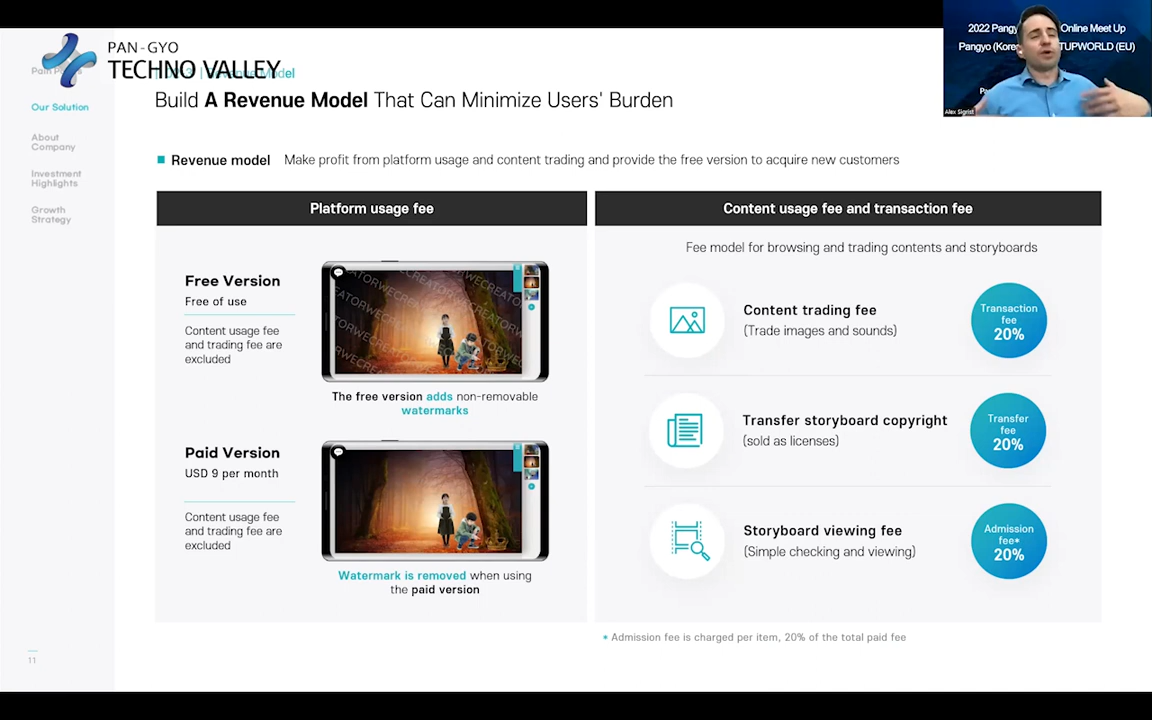 PAN-GYO
TECHNO VALLEY
Our Solution
About
Company
Investment
Highlights
Growth
Strategy
11
Build A Revenue Model That Can Minimize Users' Burden
Revenue model Make profit from platform usage and content trading and provide the free version to acquire new customers
Platform usage fee
Free Version
Free of use
Content usage fee
and trading fee are
excluded
The free version adds non-removable
watermarks
Paid Version
USD 9 per month
Content usage fee
and trading fee are
excluded
Watermark is removed when using
the paid version
Content usage fee and transaction fee
Fee model for browsing and trading contents and storyboards
Content trading fee
(Trade images and sounds)
Transaction
fee
20%
Transfer storyboard copyright
(sold as licenses)
Transfer
fee
20%
Storyboard viewing fee
(Simple checking and viewing)
Admission
fee*
20%
* Admission fee is charged per item, 20% of the total paid fee
2022 Pangy Online Meet Up
Pangyo (Kore TUPWORLD (EU)
Alex Sigrist